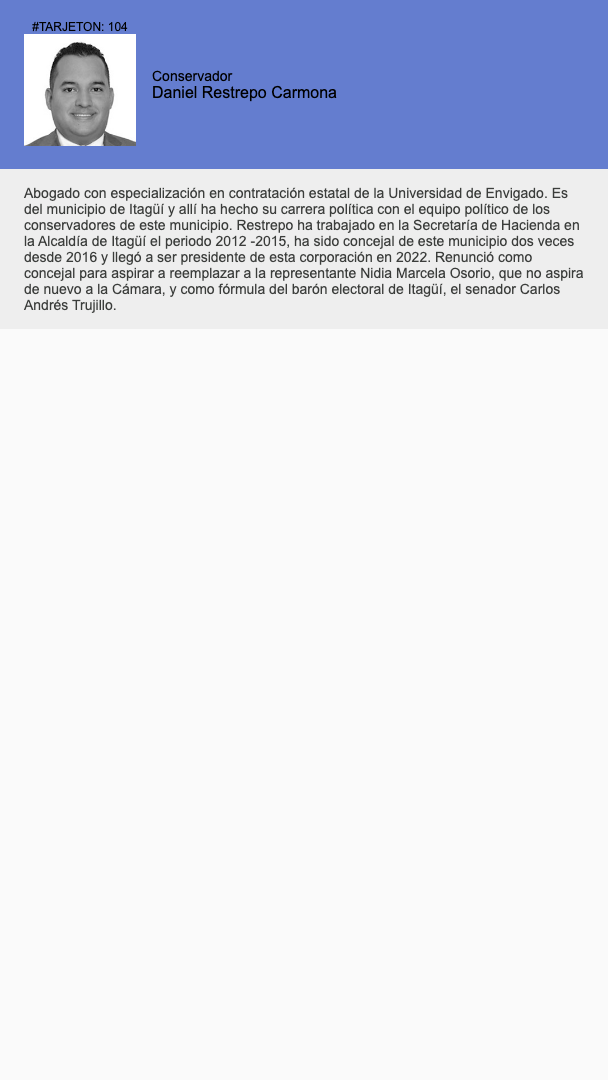 #TARJETON: 104
Conservador
Daniel Restrepo Carmona
Abogado con especialización en contratación estatal de la Universidad de Envigado. Es
del municipio de Itagüí y allí ha hecho su carrera política con el equipo político de los
conservadores de este municipio. Restrepo ha trabajado en la Secretaría de Hacienda en
la Alcaldía de Itagüí el periodo 2012 -2015, ha sido concejal de este municipio dos veces
desde 2016 y llegó a ser presidente de esta corporación en 2022. Renunció como
concejal para aspirar a reemplazar a la representante Nidia Marcela Osorio, que no aspira
de nuevo a la Cámara, y como fórmula del barón electoral de Itagüí, el senador Carlos
Andrés Trujillo.